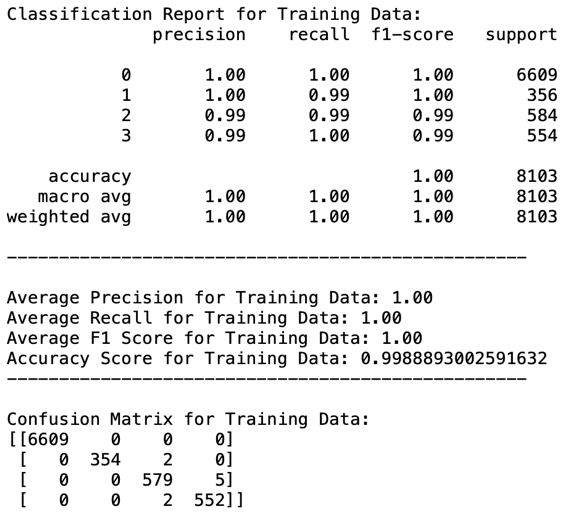 Classification Report for Training Data:
              precision    recall  f1-score   support

           0       1.00      1.00      1.00      6609
           1       1.00      0.99      1.00       356
           2       0.99      0.99      0.99       584
           3       0.99      1.00      0.99       554

    accuracy                           1.00      8103
   macro avg       1.00      1.00      1.00      8103
weighted avg       1.00      1.00      1.00      8103

--------------------------------------------------

Average Precision for Training Data: 1.00
Average Recall for Training Data: 1.00
Average F1 Score for Training Data: 1.00
Accuracy Score for Training Data: 0.9988893002591632
--------------------------------------------------

Confusion Matrix for Training Data:
[[6609    0    0    0]
 [   0  354    2    0]
 [   0    0  579    5]
 [   0    0    2  552]]